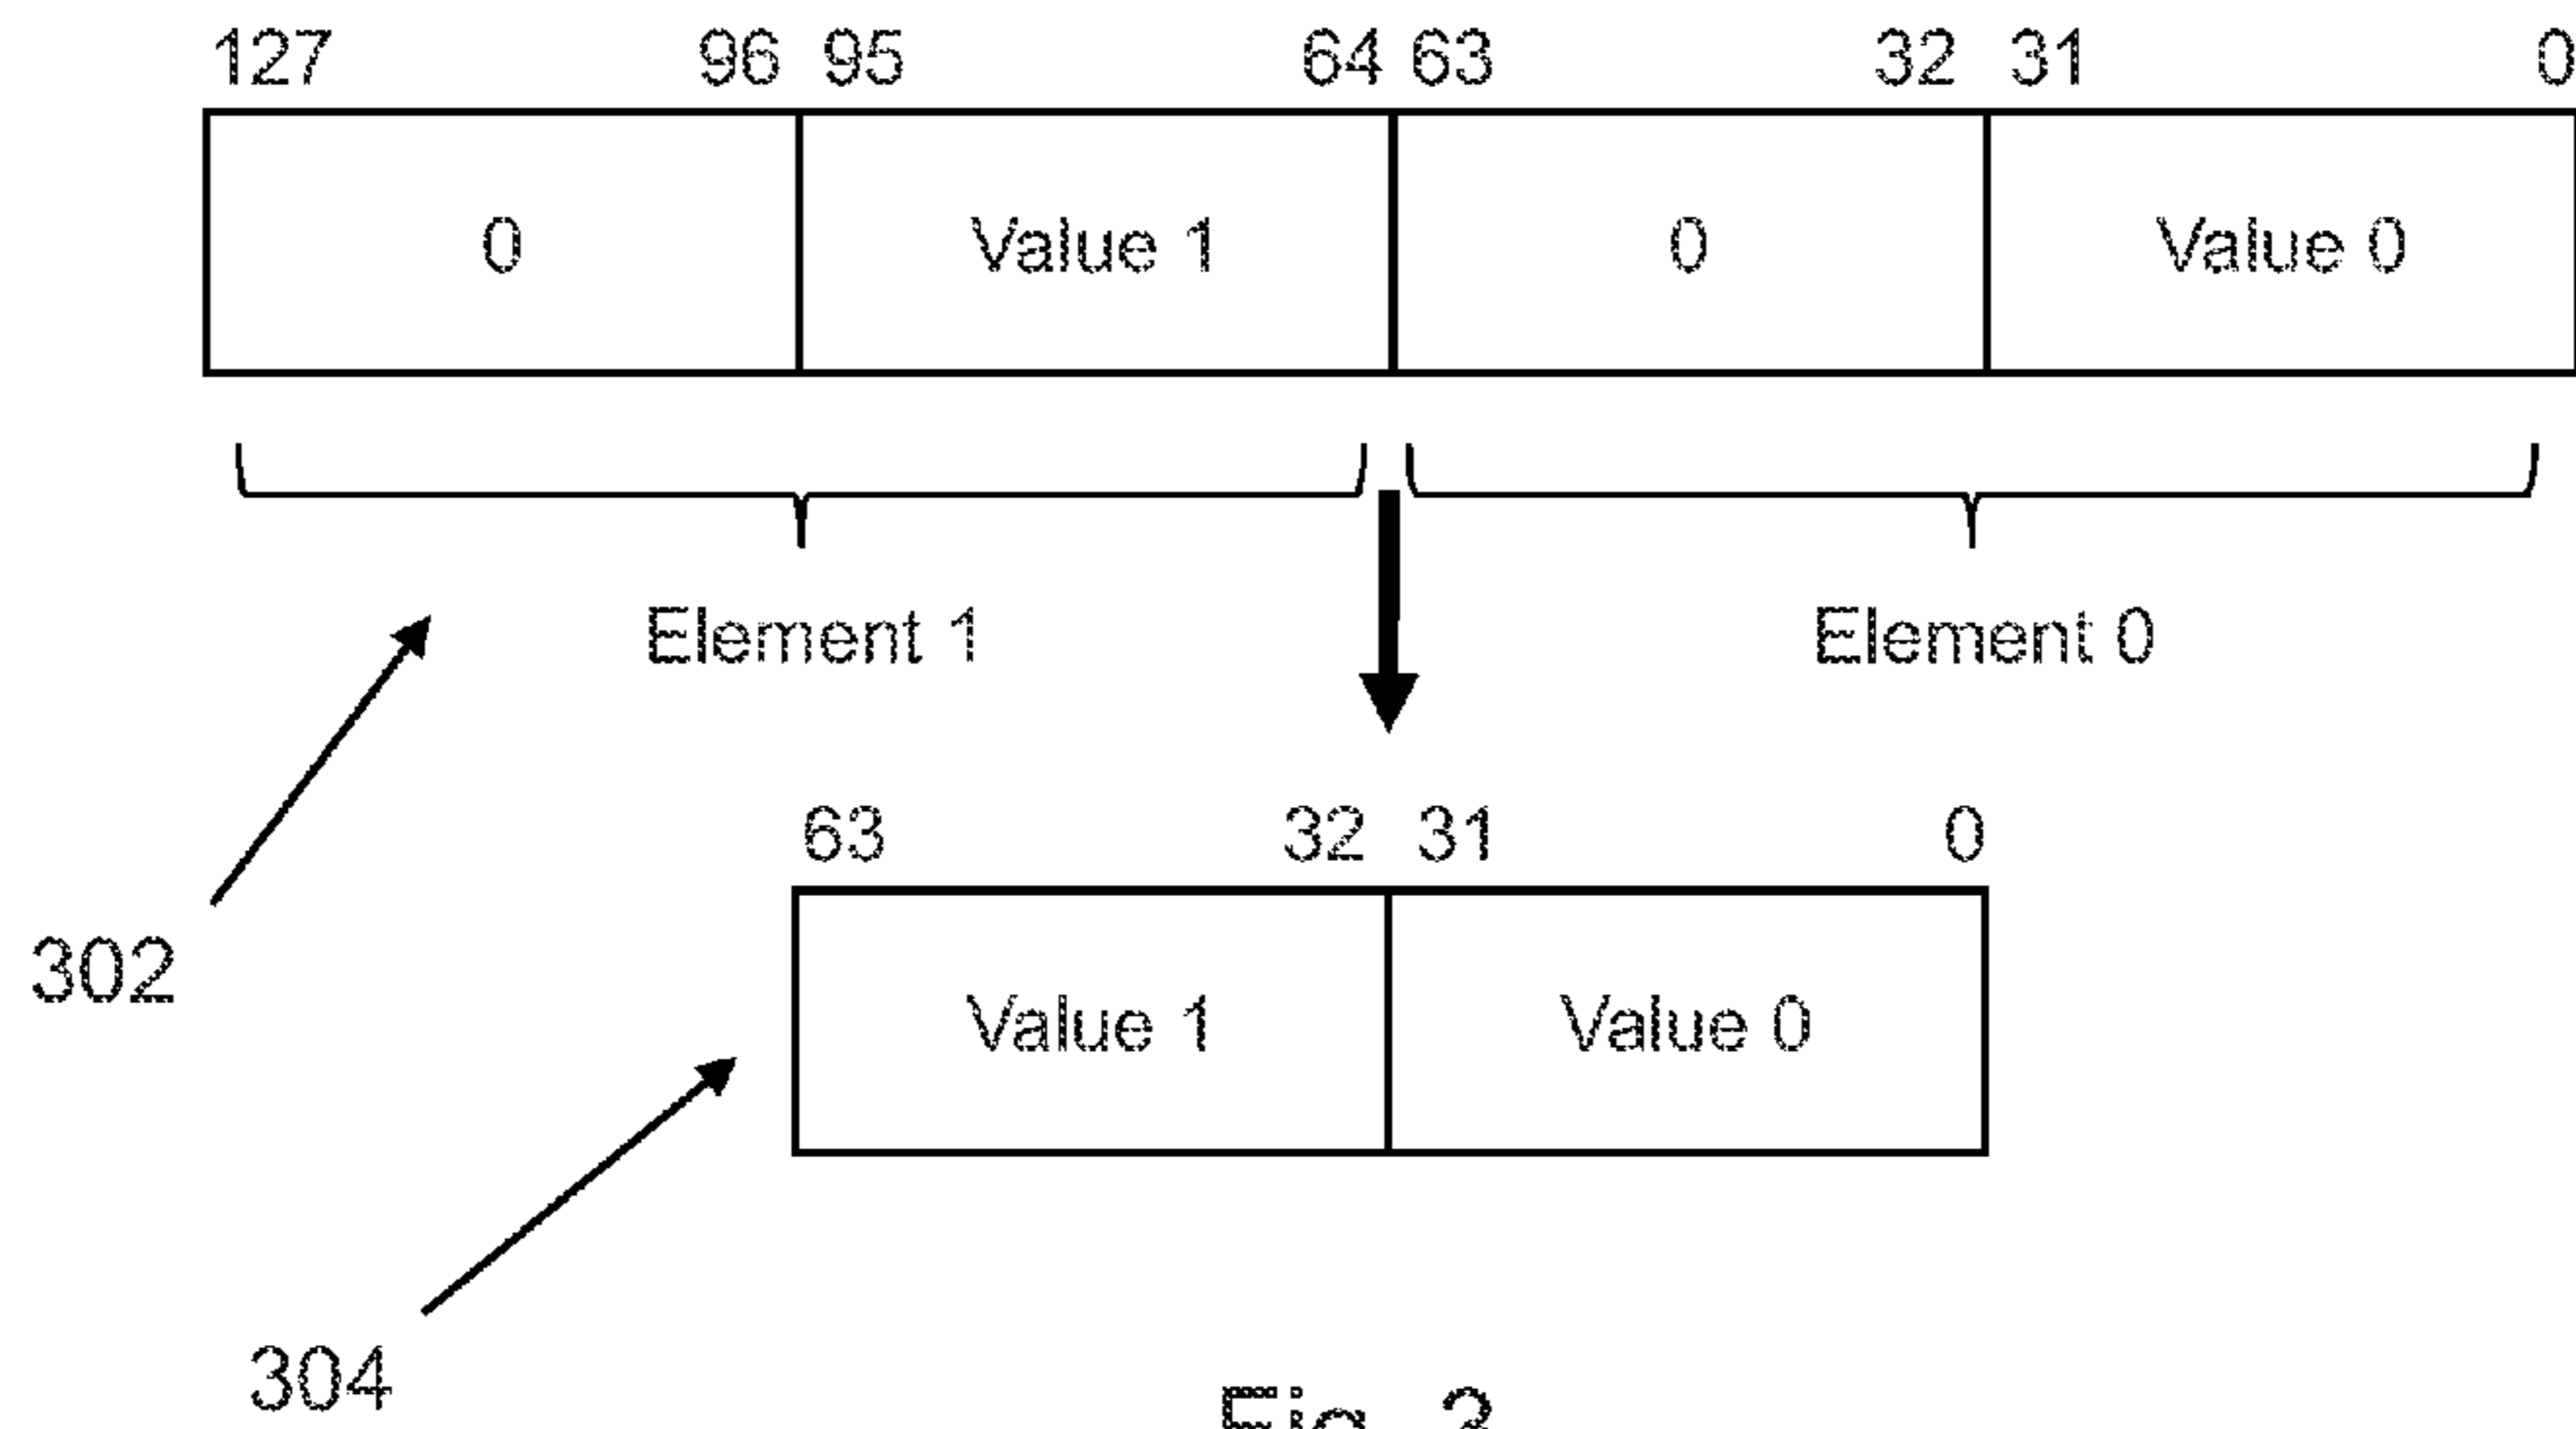 127 96 95 64 63 32 31 0
0 Value 1 0 Value 0
Element 1 Element 0
63 32 31 0
302
Value 1 Value 0
304
Fig.